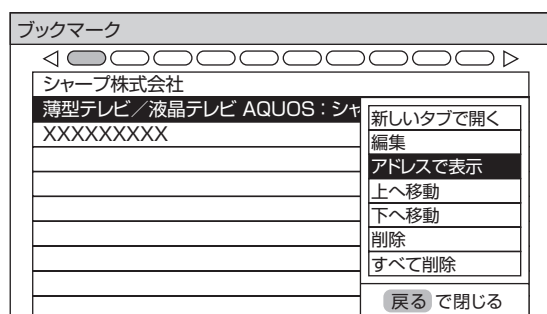 ブックマーク
シャープ株式会社
薄型テレビ／液晶テレビ AQUOS：シャ
XXXXXXXXX
新しいタブで開く
編集
アドレスで表示
上へ移動
下へ移動
削除
すべて削除
戻る で閉じる